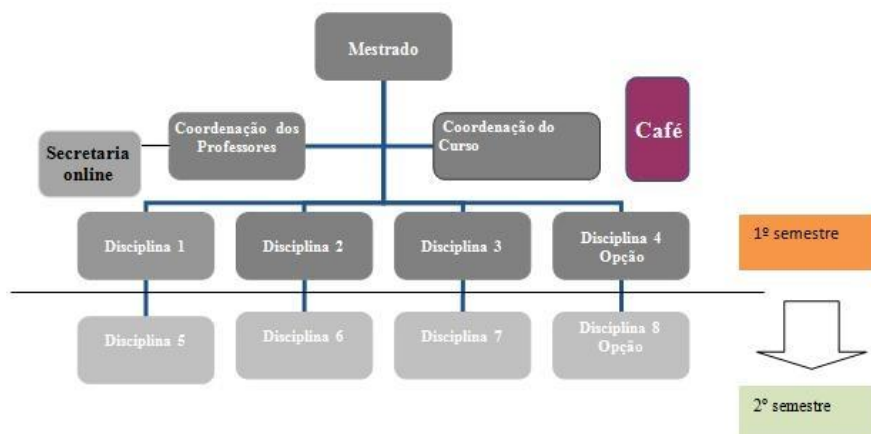 Mestrado
Coordenação dos
Professores
Coordenação do
Curso
Café
Secretaria
online
Disciplina 1
Disciplina 2
Disciplina 3
Disciplina 4
Opção
1º semestre
Disciplina 5
Disciplina 6
Disciplina 7
Disciplina 8
Opção
2º semestre